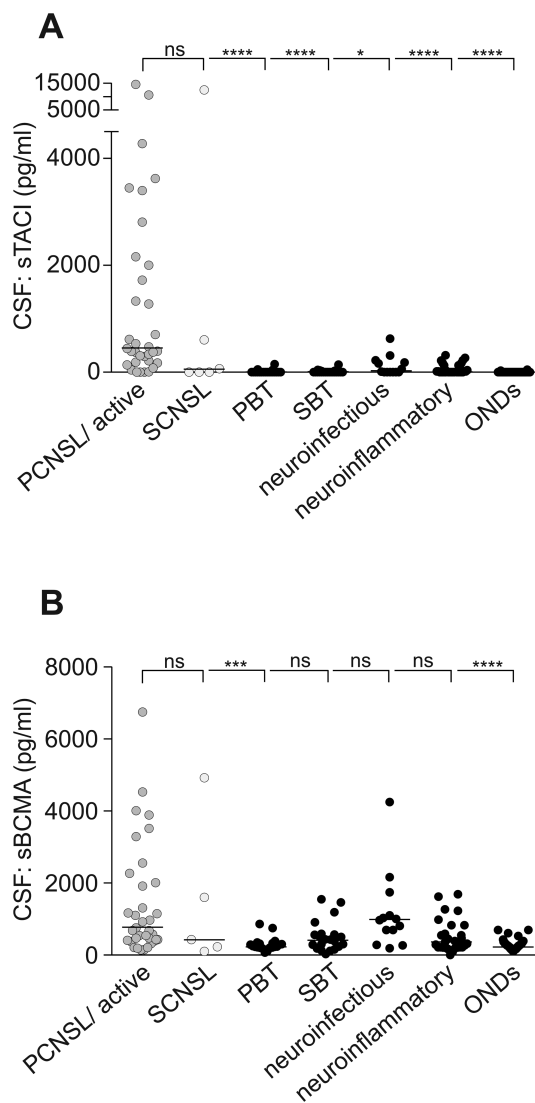 A
ns **** **** * **** ****
15000
5000
4000
2000
0
CSF: sTACI (pg/ml)
PCNSL/ active
SCNSL
PBT
SBT
neuroinfectious
neuroinflammatory
ONDs
B
ns *** ns ns ns ****
8000
6000
4000
2000
0
CSF: sBCMA (pg/ml)
PCNSL/ active
SCNSL
PBT
SBT
neuroinfectious
neuroinflammatory
ONDs